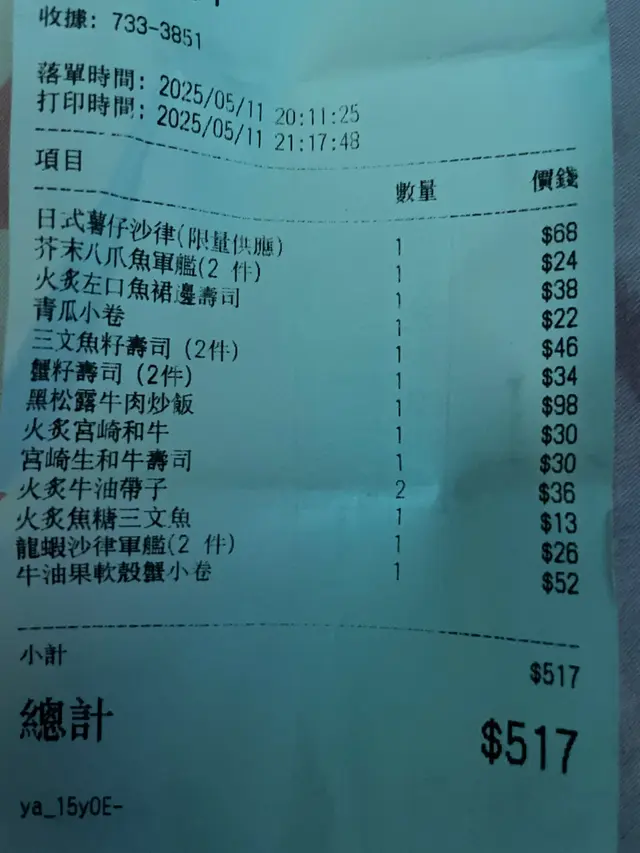 收據: 733-3851
落單時間: 2025/05/11 20:11:25
打印時間: 2025/05/11 21:17:48
項目 數量 價錢
日式薯仔沙律(限量供應) 1 $68
芥末八爪魚軍艦(2 件) 1 $24
火炙左口魚裙邊壽司 1 $38
青瓜小卷 1 $22
三文魚籽壽司 (2件) 1 $46
蟹籽壽司 (2件) 1 $34
黑松露牛肉炒飯 1 $98
火炙宮崎和牛 1 $30
宮崎生和牛壽司 1 $30
火炙牛油帶子 2 $36
火炙焦糖三文魚 1 $13
龍蝦沙律軍艦(2 件) 1 $26
牛油果軟殼蟹小卷 1 $52
小計 $517
總計 $517
ya_15y0E-